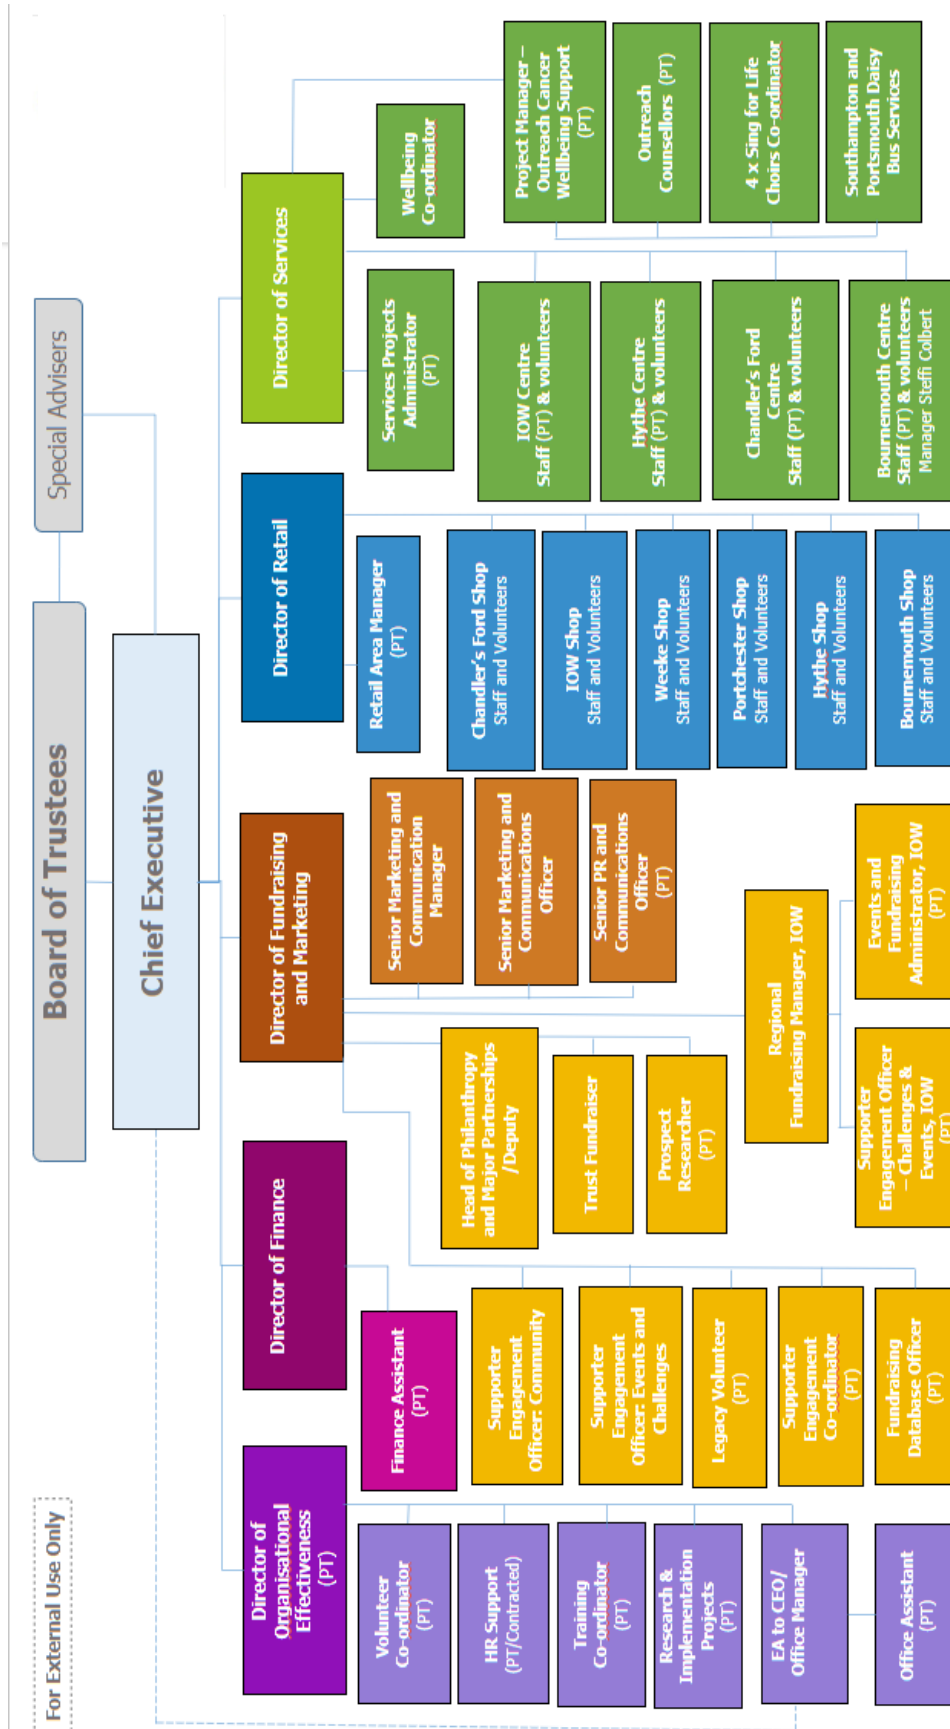 For External Use Only
Board of Trustees
Special Advisers
Chief Executive
Director of
Organisational
Effectiveness
(PT)
Director of Finance
Director of Fundraising
and Marketing
Director of Retail
Director of Services
Volunteer
Co-ordinator
(PT)
HR Support
(PT/Contracted)
Training
Co-ordinator
(PT)
Research &
Implementation
Projects
(PT)
EA to CEO/
Office Manager
Office Assistant
(PT)
Finance Assistant
(PT)
Supporter
Engagement
Officer: Community
Supporter
Engagement
Officer: Events and
Challenges
Legacy Volunteer
(PT)
Supporter
Engagement
Co-ordinator
(PT)
Fundraising
Database Officer
(PT)
Head of Philanthropy
and Major Partnerships
/Deputy
Trust Fundraiser
Prospect
Researcher
(PT)
Senior Marketing and
Communication
Manager
Senior Marketing and
Communications
Officer
Senior PR and
Communications
Officer
(PT)
Regional
Fundraising Manager, IOW
Supporter
Engagement Officer
– Challenges &
Events, IOW
(PT)
Events and
Fundraising
Administrator, IOW
(PT)
Retail Area Manager
(PT)
Chandler's Ford Shop
Staff and Volunteers
IOW Shop
Staff and Volunteers
Weeke Shop
Staff and Volunteers
Portchester Shop
Staff and Volunteers
Hythe Shop
Staff and Volunteers
Bournemouth Shop
Staff and Volunteers
Services Projects
Administrator
(PT)
Wellbeing
Co-ordinator
IOW Centre
Staff (PT) & volunteers
Hythe Centre
Staff (PT) & volunteers
Chandler's Ford
Centre
Staff (PT) & volunteers
Bournemouth Centre
Staff (PT) & volunteers
Manager Steffi Colbert
Project Manager –
Outreach Cancer
Wellbeing Support
(PT)
Outreach
Counsellors (PT)
4 x Sing for Life
Choirs Co-ordinator
Southampton and
Portsmouth Daisy
Bus Services